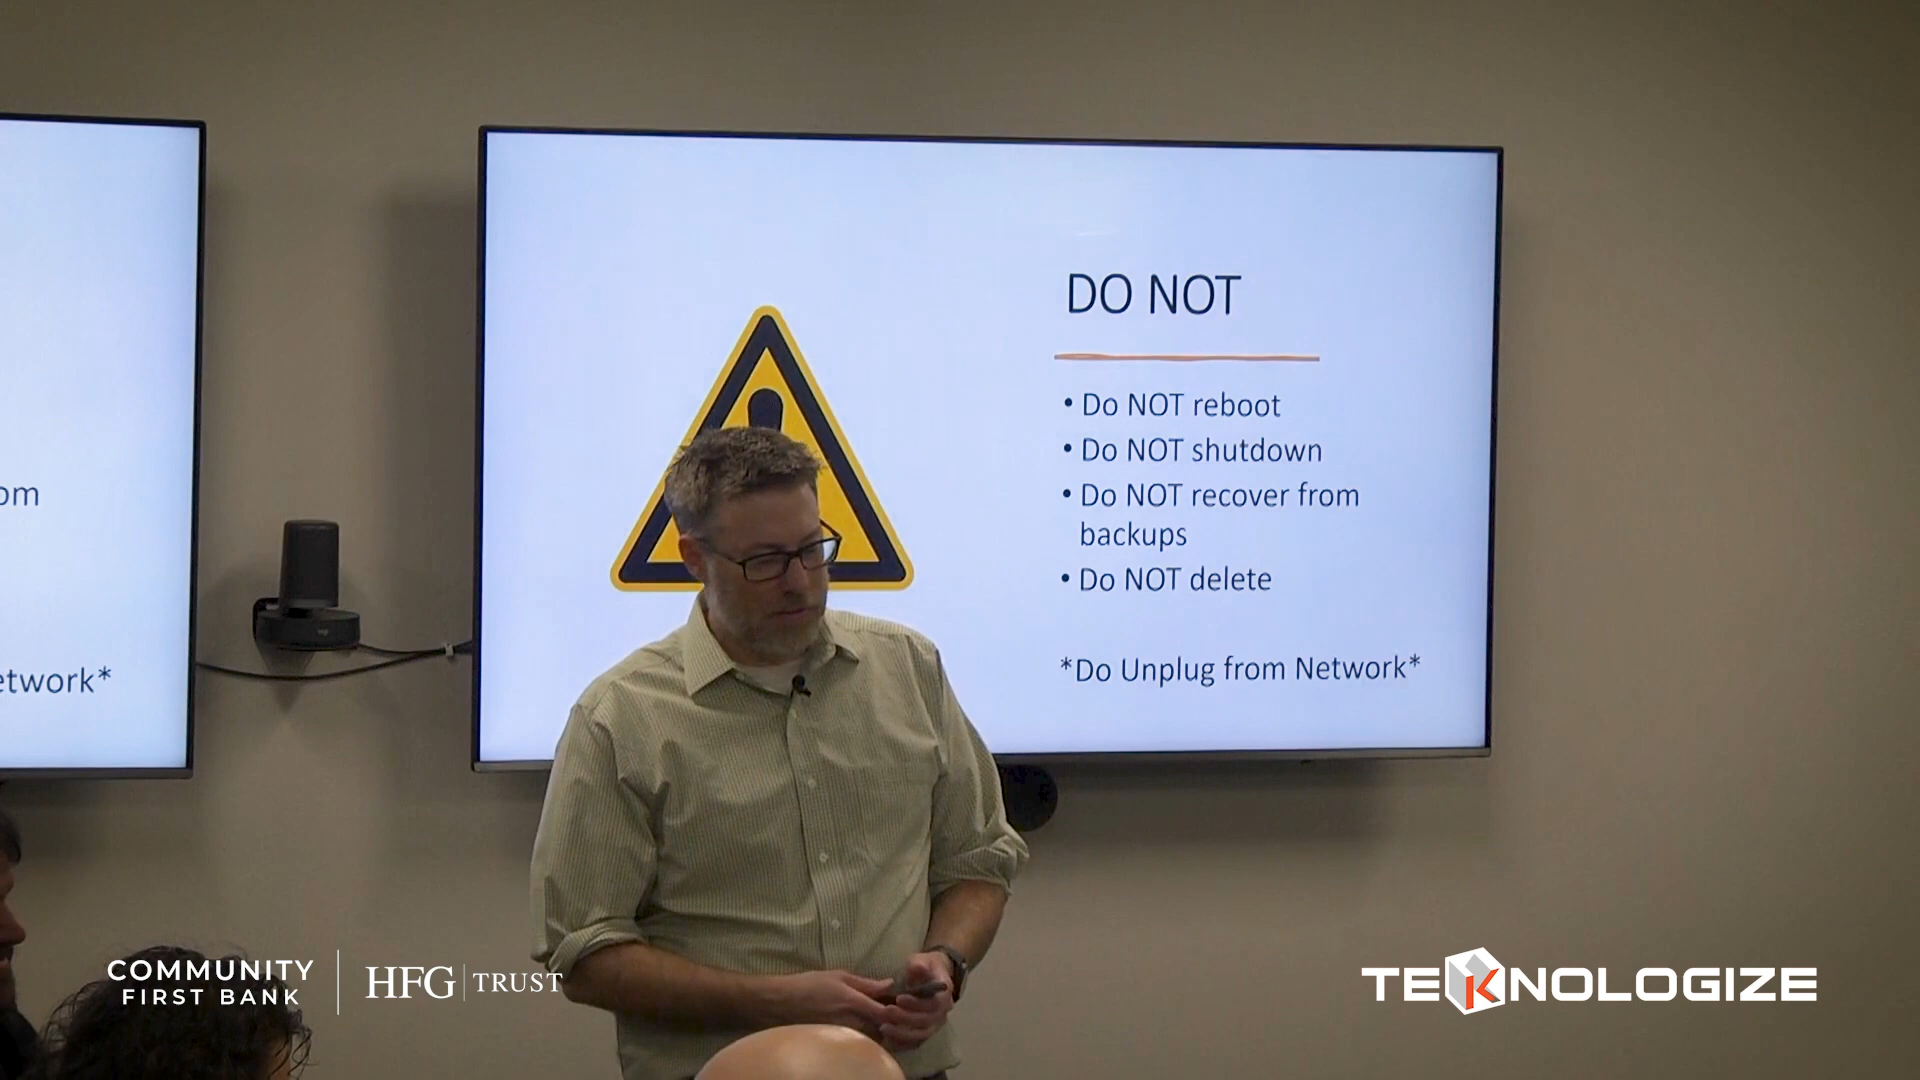 DO NOT
• Do NOT reboot
• Do NOT shutdown
• Do NOT recover from
backups
• Do NOT delete
*Do Unplug from Network*
om
etwork*
COMMUNITY
FIRST BANK
HFG TRUST
TEKNOLOGIZE